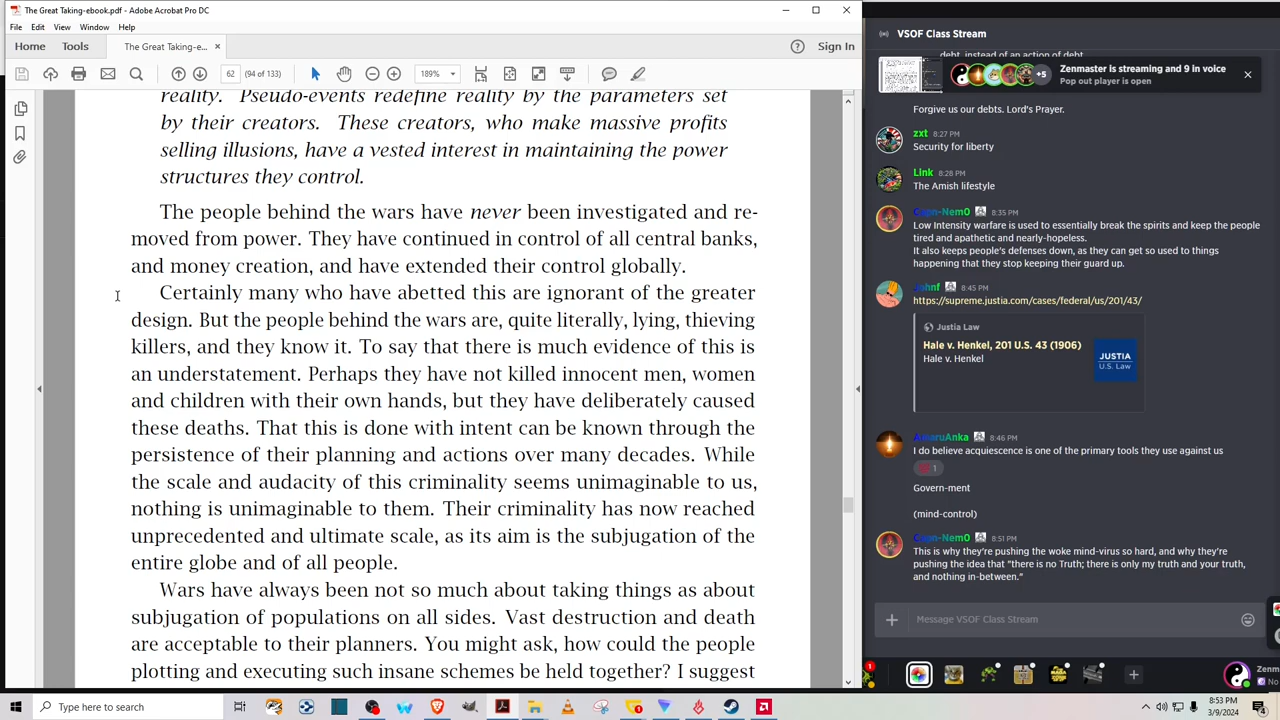 The Great Taking-ebook.pdf - Adobe Acrobat Pro DC
File Edit View Window Help
Home Tools The Great Taking-e... × Sign In
62 (94 of 133) 189%
by their creators. These creators, who make massive profits
selling illusions, have a vested interest in maintaining the power
structures they control.
The people behind the wars have never been investigated and re-
moved from power. They have continued in control of all central banks,
and money creation, and have extended their control globally.
Certainly many who have abetted this are ignorant of the greater
design. But the people behind the wars are, quite literally, lying, thieving
killers, and they know it. To say that there is much evidence of this is
an understatement. Perhaps they have not killed innocent men, women
and children with their own hands, but they have deliberately caused
these deaths. That this is done with intent can be known through the
persistence of their planning and actions over many decades. While
the scale and audacity of this criminality seems unimaginable to us,
nothing is unimaginable to them. Their criminality has now reached
unprecedented and ultimate scale, as its aim is the subjugation of the
entire globe and of all people.
Wars have always been not so much about taking things as about
subjugation of populations on all sides. Vast destruction and death
are acceptable to their planners. You might ask, how could the people
plotting and executing such insane schemes be held together? I suggest
VSOF Class Stream
debt, instead of an action of debt
Zenmaster is streaming and 9 in voice
Pop out player is open
+5
Forgive us our debts. Lord's Prayer.
zxt 8:27 PM
Security for liberty
Link 8:28 PM
The Amish lifestyle
8:35 PM
Low Intensity warfare is used to essentially break the spirits and keep the people
tired and apathetic and nearly-hopeless.
It also keeps people's defenses down, as they can get so used to things
happening that they stop keeping their guard up.
8:45 PM
https://supreme.justia.com/cases/federal/us/201/43/
Justia Law
Hale v. Henkel, 201 U.S. 43 (1906)
Hale v. Henkel
JUSTIA
U.S. Law
8:46 PM
I do believe acquiescence is one of the primary tools they use against us
1
Govern-ment
(mind-control)
8:51 PM
This is why they're pushing the woke mind-virus so hard, and why they're
pushing the idea that "there is no Truth; there is only my truth and your truth,
and nothing in-between."
Message VSOF Class Stream
1
Zenm
No
Type here to search
8:53 PM
3/9/2024
4